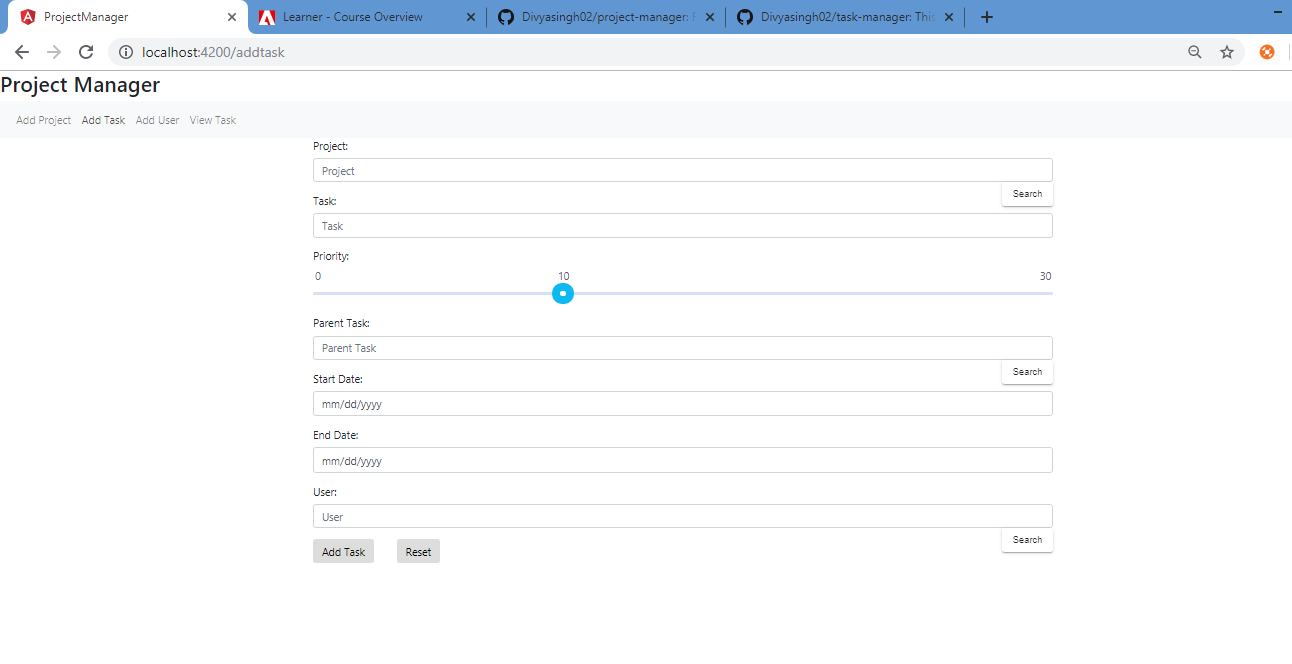 ProjectManager
Learner - Course Overview
Divyasingh02/project-manager:
Divyasingh02/task-manager: This
localhost:4200/addtask
Project Manager
Add Project Add Task Add User View Task
Project:
Project
Search
Task:
Task
Priority:
0 10 30
Parent Task:
Parent Task
Search
Start Date:
mm/dd/yyyy
End Date:
mm/dd/yyyy
User:
User
Search
Add Task Reset